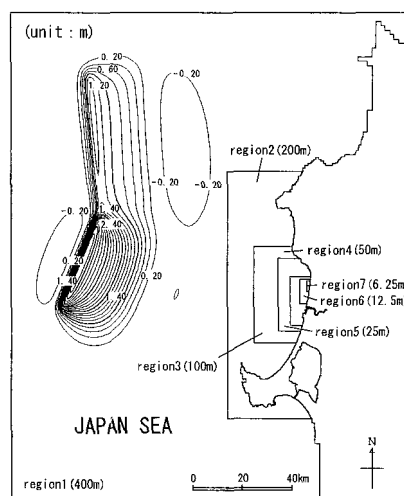 (unit : m)
0.20
0.60
1.20
-0.20
-0.20
-0.20
region2(200m)
1.40
2.40
-0.20
0.20
0.20
1.40
region4(50m)
region7(6.25m)
region6(12.5m)
region5(25m)
region3(100m)
JAPAN SEA
0 20 40km
N
region1(400m)